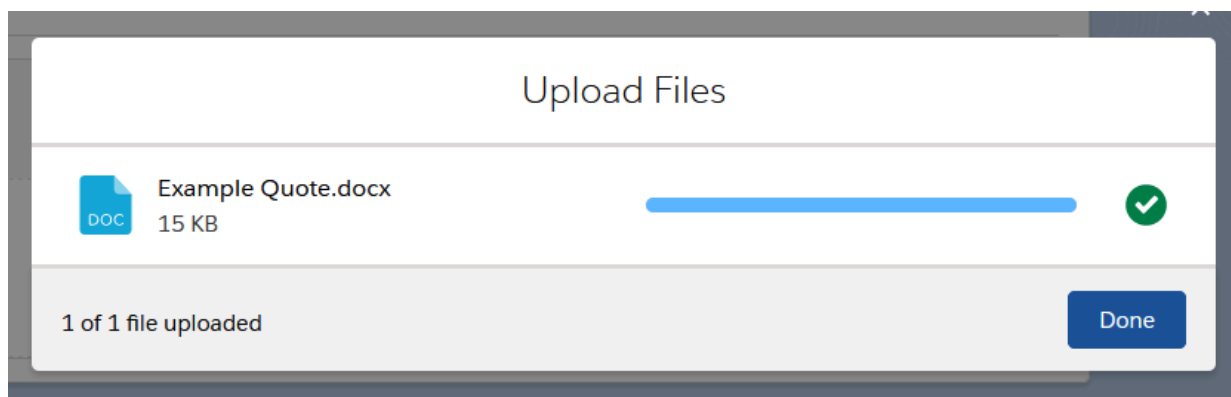 Upload Files
Example Quote.docx
DOC
15 KB
1 of 1 file uploaded
Done